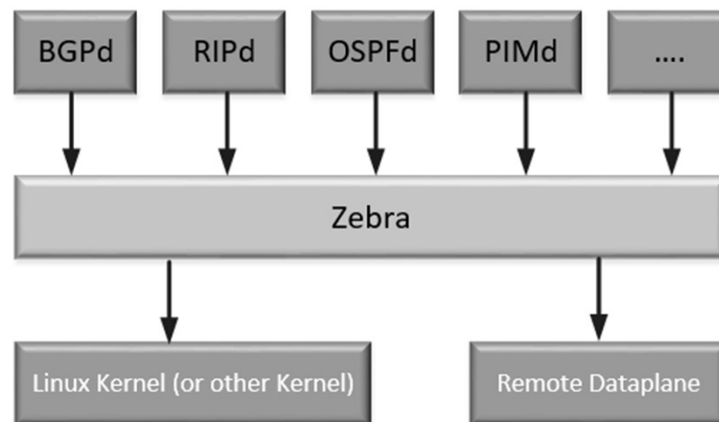 BGPd RIPd OSPFd PIMd ....
Zebra
Linux Kernel (or other Kernel) Remote Dataplane